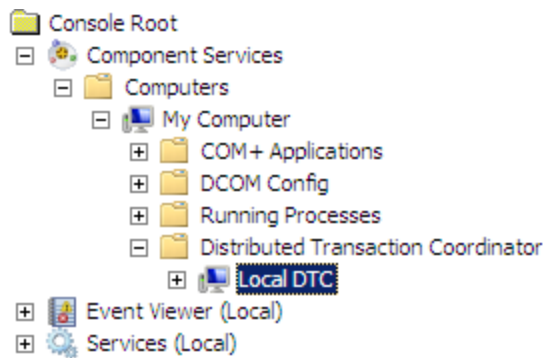 Console Root
Component Services
Computers
My Computer
COM+ Applications
DCOM Config
Running Processes
Distributed Transaction Coordinator
Local DTC
Event Viewer (Local)
Services (Local)